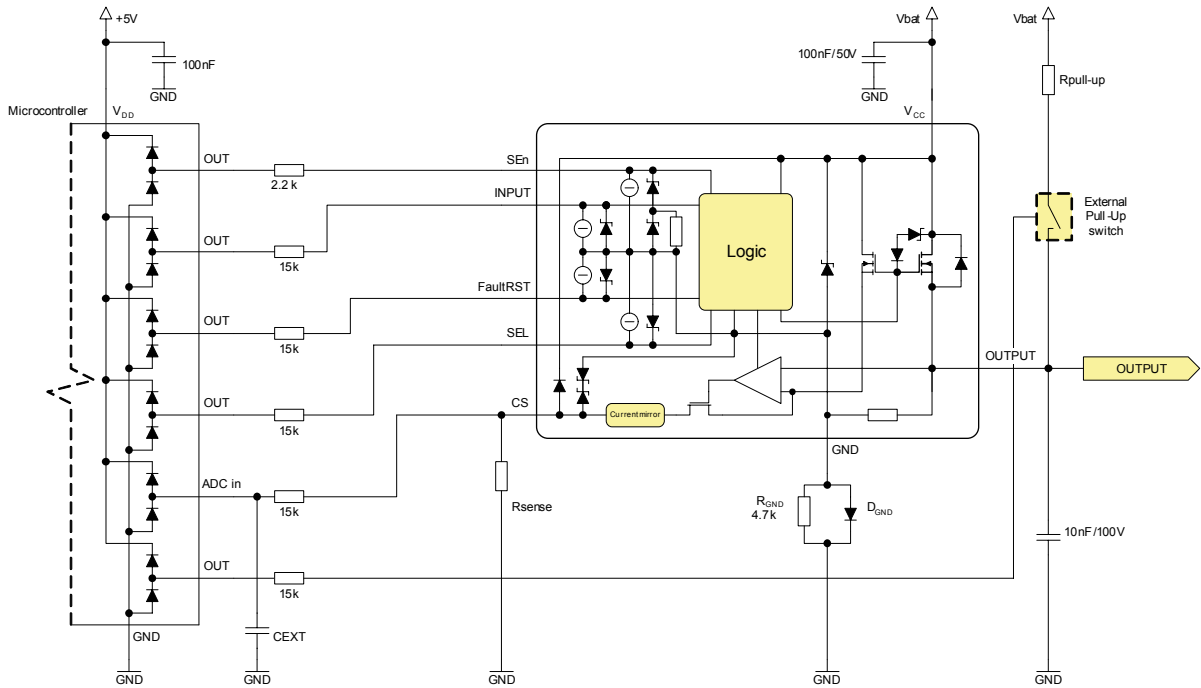 +5V
Vbat
Vbat
100nF
100nF/50V
Rpull-up
GND
GND
Microcontroller
VDD
VCC
OUT
SEn
2.2 k
INPUT
External
Pull-Up
switch
OUT
15k
Logic
FaultRST
OUT
15k
SEL
OUTPUT
OUTPUT
OUT
15k
CS
Current mirror
GND
ADC in
15k
Rsense
RGND
4.7k
DGND
10nF/100V
OUT
15k
GND
CEXT
GND
GND
GND
GND
GND